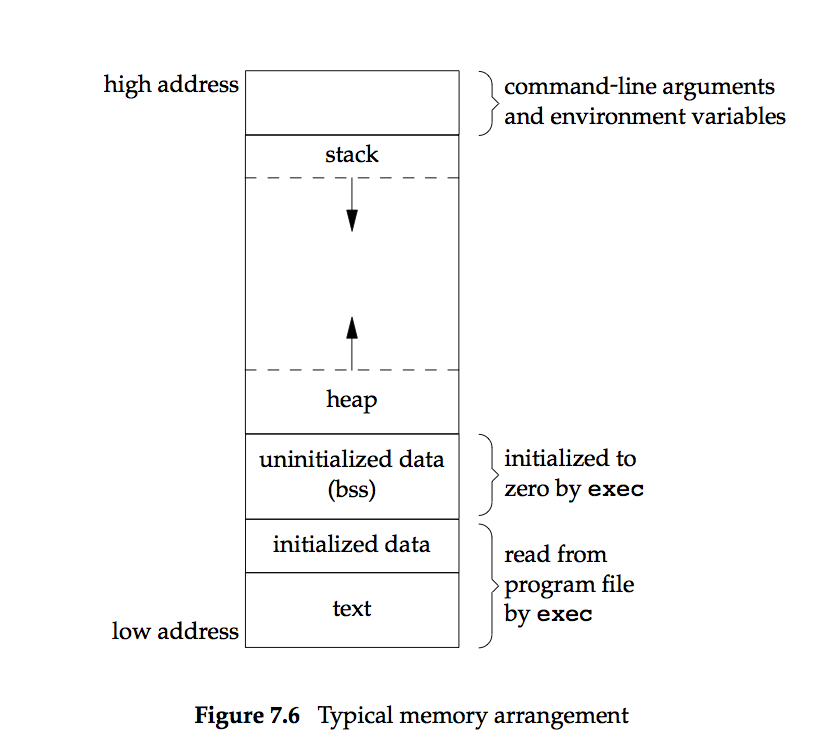 high address
command-line arguments
and environment variables
stack
heap
uninitialized data
(bss)
initialized to
zero by exec
initialized data
read from
program file
by exec
text
low address
Figure 7.6 Typical memory arrangement